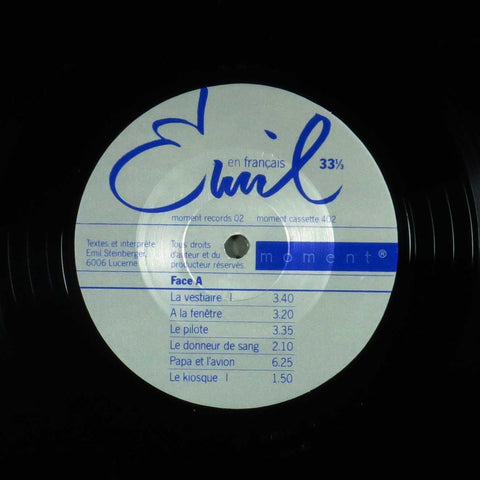 Emil
en français 33⅓
moment records 02 moment cassette 402
Textes et interprète
Emil Steinberger,
6006 Lucerne
Tous droits
d'auteur et du
producteur réservés.
moment®
Face A
La vestiaire I 3.40
A la fenêtre 3.20
Le pilote 3.35
Le donneur de sang 2.10
Papa et l'avion 6.25
Le kiosque I 1.50